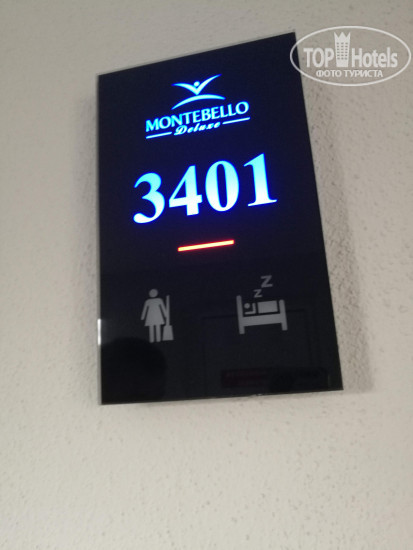 TOP Hotels
ФОТО ТУРИСТА
MONTEBELLO
Deluxe
3401
Z
Z